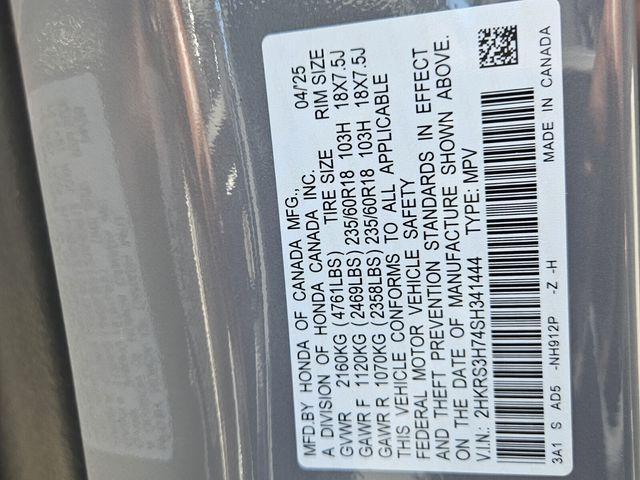 MFD.BY HONDA OF CANADA MFG., 04/25
A DIVISION OF HONDA CANADA INC.
TIRE SIZE RIM SIZE
GVWR 2160KG (4761LBS)
GAWR F 1120KG (2469LBS) 235/60R18 103H 18X7.5J
GAWR R 1070KG (2358LBS) 235/60R18 103H 18X7.5J
THIS VEHICLE CONFORMS TO ALL APPLICABLE
FEDERAL MOTOR VEHICLE SAFETY
AND THEFT PREVENTION STANDARDS IN EFFECT
ON THE DATE OF MANUFACTURE SHOWN ABOVE.
V.I.N.: 2HKRS3H74SH341444 TYPE: MPV
3A1 S AD5 -NH912P -Z -H MADE IN CANADA